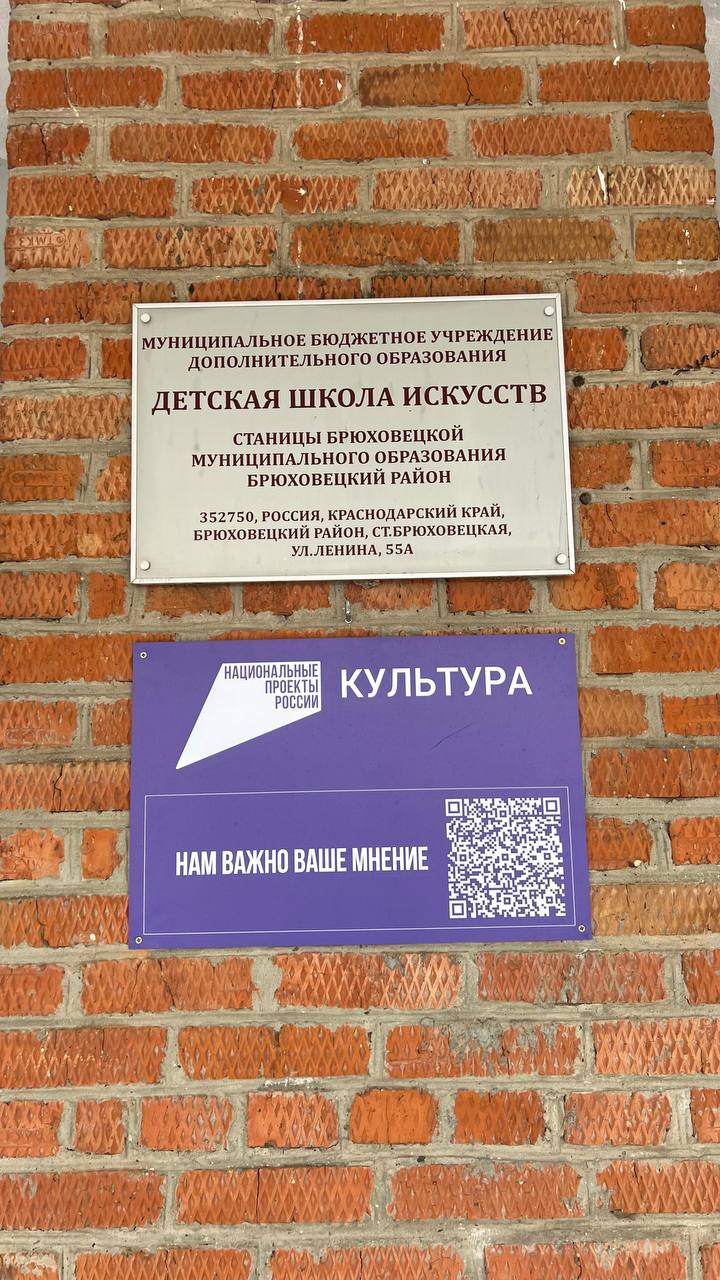 МУНИЦИПАЛЬНОЕ БЮДЖЕТНОЕ УЧРЕЖДЕНИЕ
ДОПОЛНИТЕЛЬНОГО ОБРАЗОВАНИЯ
ДЕТСКАЯ ШКОЛА ИСКУССТВ
СТАНИЦЫ БРЮХОВЕЦКОЙ
МУНИЦИПАЛЬНОГО ОБРАЗОВАНИЯ
БРЮХОВЕЦКИЙ РАЙОН
352750, РОССИЯ, КРАСНОДАРСКИЙ КРАЙ,
БРЮХОВЕЦКИЙ РАЙОН, СТ.БРЮХОВЕЦКАЯ,
УЛ.ЛЕНИНА, 55А
НАЦИОНАЛЬНЫЕ
ПРОЕКТЫ
РОССИИ
КУЛЬТУРА
НАМ ВАЖНО ВАШЕ МНЕНИЕ